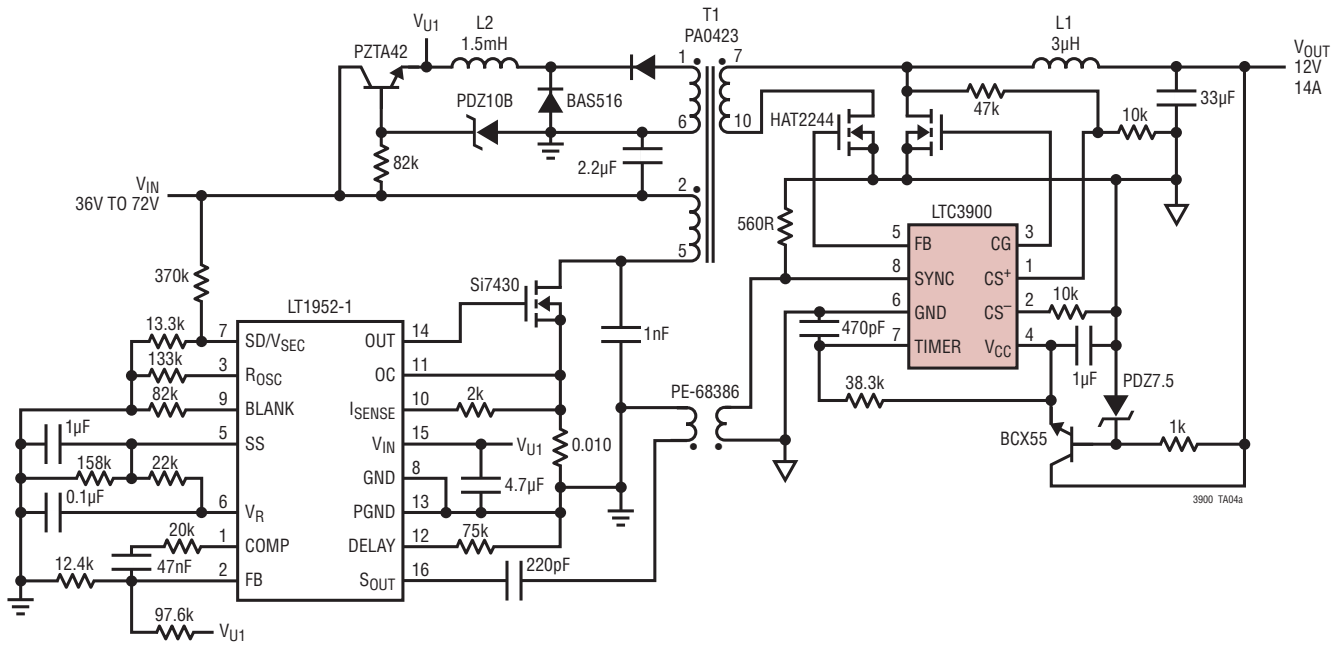 T1
PA0423
V_U1
L2
1.5mH
PZTA42
1
7
L1
3µH
V_OUT
12V
14A
PDZ10B
BAS516
6
10
HAT2244
47k
10k
33µF
82k
2.2µF
V_IN
36V TO 72V
2
5
560R
LTC3900
5
FB
CG
3
8
SYNC
CS+
1
6
GND
CS−
2
10k
7
TIMER
V_CC
4
470pF
1µF
38.3k
PDZ7.5
BCX55
1k
370k
Si7430
1nF
LT1952-1
13.3k
7
SD/V_SEC
OUT
14
133k
3
R_OSC
OC
11
82k
9
BLANK
I_SENSE
10
2k
1µF
5
SS
V_IN
15
V_U1
0.010
158k
22k
GND
8
4.7µF
0.1µF
6
V_R
PGND
13
20k
1
COMP
DELAY
12
75k
12.4k
47nF
2
FB
S_OUT
16
220pF
97.6k
V_U1
PE-68386
3900 TA04a